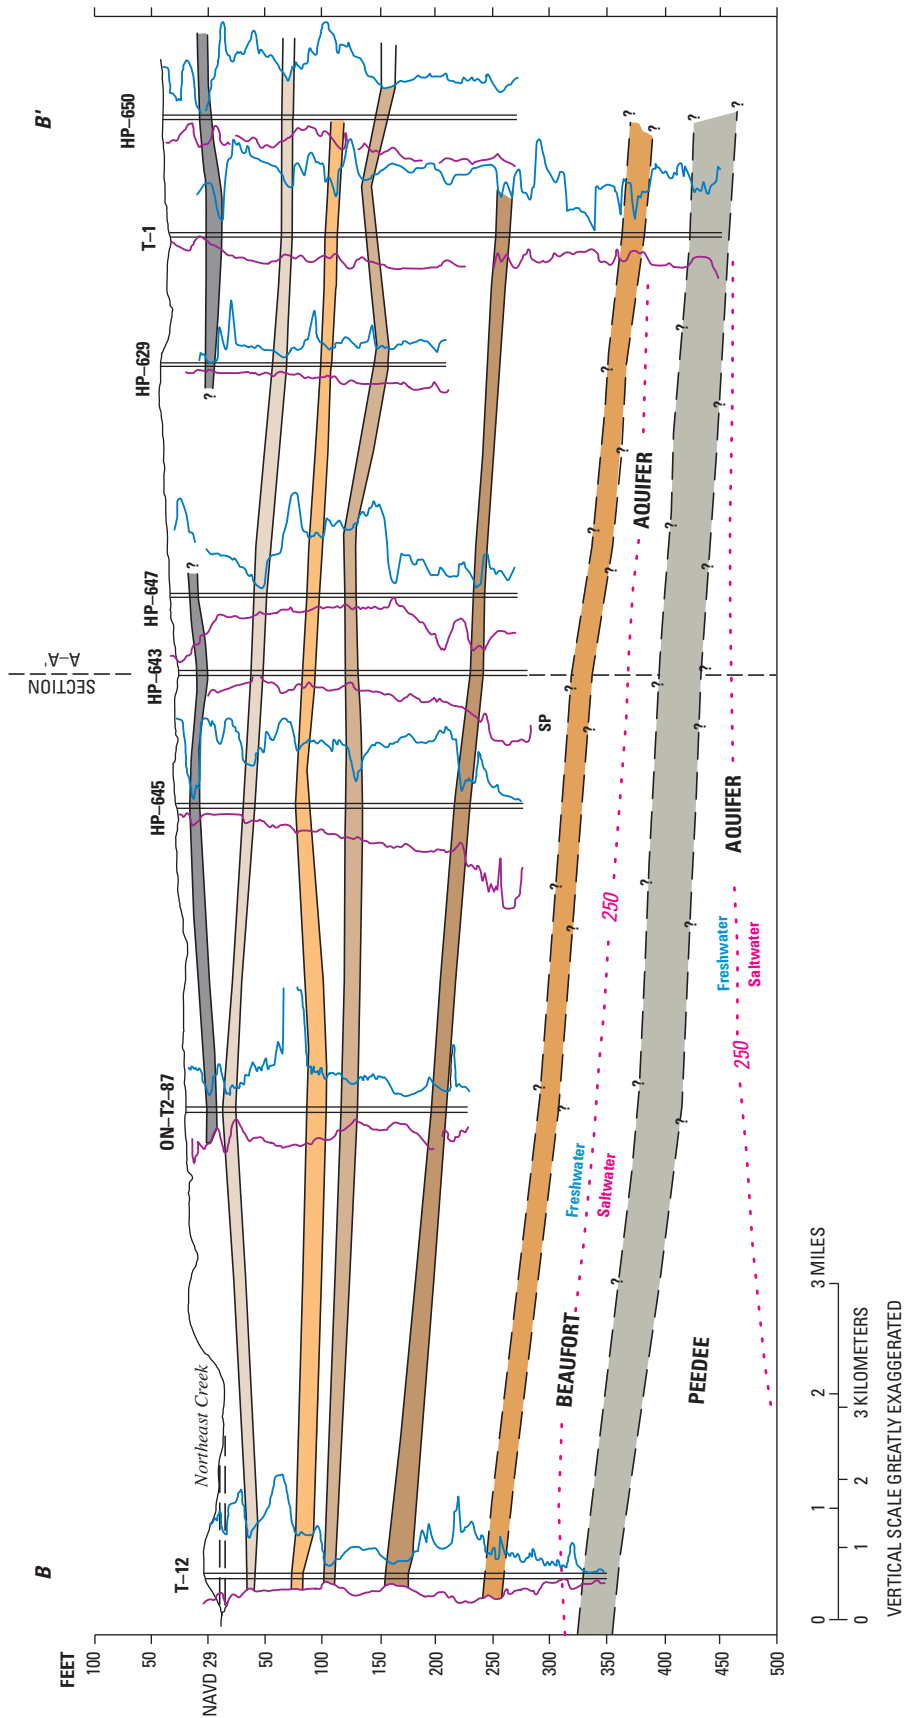 B
B'
SECTION
A–A'
T–12
ON–T2–87
HP–645
HP–643
HP–647
HP–629
T–1
HP–650
Northeast Creek
FEET
100
50
NAVD 29
50
100
150
200
250
300
350
400
450
500
?
?
SP
?
?
?
?
?
?
?
?
?
?
?
?
?
?
BEAUFORT
AQUIFER
Freshwater
Saltwater
250
?
?
?
?
?
?
?
?
?
?
?
?
?
PEEDEE
AQUIFER
Freshwater
Saltwater
250
0
1
2
3 MILES
0
1
2
3 KILOMETERS
VERTICAL SCALE GREATLY EXAGGERATED